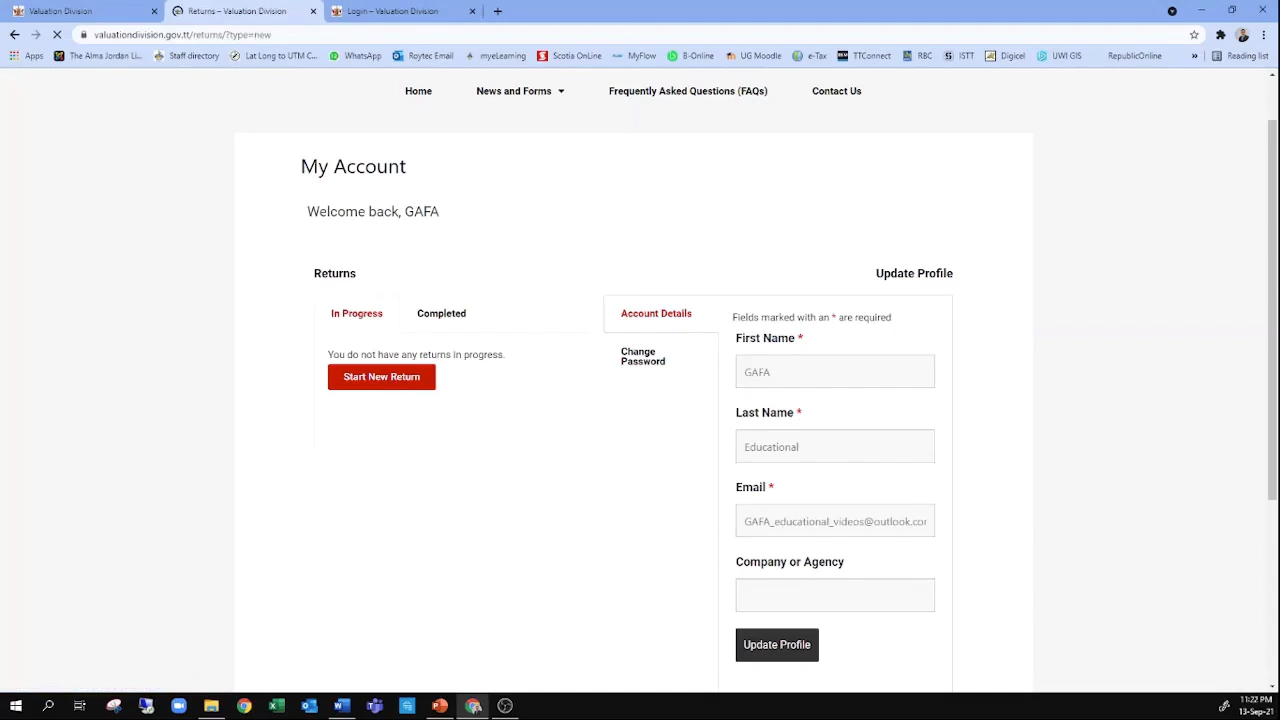 Valuation Division
Returns – Valuation Division
Login – Valuation Division
valuationdivision.gov.tt/returns/?type=new
Apps
The Alma Jordan Li...
Staff directory
Lat Long to UTM C...
WhatsApp
Roytec Email
myeLearning
Scotia OnLine
MyFlow
B-Online
UG Moodle
e-Tax
TTConnect
RBC
ISTT
Digicel
UWI GIS
RepublicOnline
»
Reading list
Home
News and Forms
Frequently Asked Questions (FAQs)
Contact Us
My Account
Welcome back, GAFA
Returns
Update Profile
In Progress
Completed
You do not have any returns in progress.
Start New Return
Account Details
Change
Password
Fields marked with an * are required
First Name *
GAFA
Last Name *
Educational
Email *
GAFA_educational_videos@outlook.cor
Company or Agency
Update Profile
11:22 PM
13-Sep-21